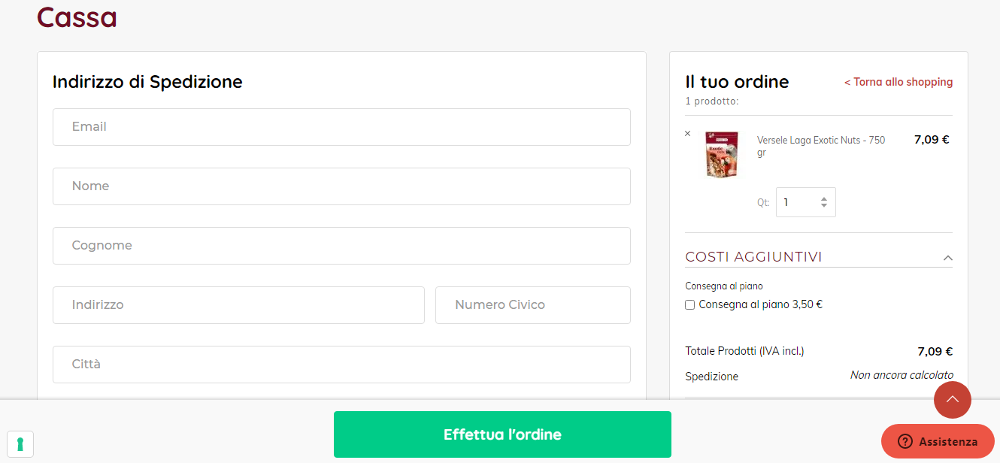 Cassa
Indirizzo di Spedizione
Email
Nome
Cognome
Indirizzo
Numero Civico
Città
Il tuo ordine
< Torna allo shopping
1 prodotto:
×
Versele Laga Exotic Nuts - 750
gr
7,09 €
Exotic
Qt:
1
COSTI AGGIUNTIVI
Consegna al piano
Consegna al piano 3,50 €
Totale Prodotti (IVA incl.)
7,09 €
Spedizione
Non ancora calcolato
Effettua l'ordine
? Assistenza